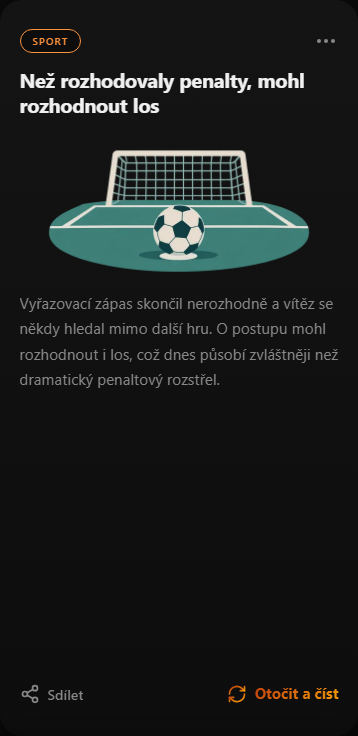 SPORT
Než rozhodovaly penalty, mohl
rozhodnout los
Vyřazovací zápas skončil nerozhodně a vítěz se
někdy hledal mimo další hru. O postupu mohl
rozhodnout i los, což dnes působí zvláštněji než
dramatický penaltový rozstřel.
Sdílet
Otočit a číst